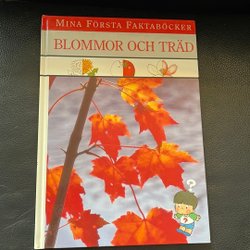 MINA FÖRSTA FAKTABÖCKER
BLOMMOR OCH TRÄD
?
?